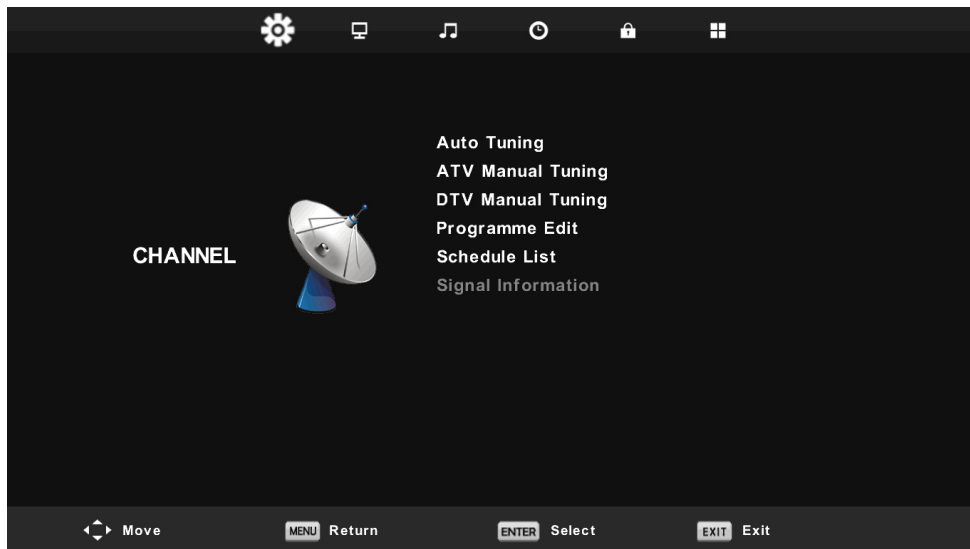 Auto Tuning
ATV Manual Tuning
DTV Manual Tuning
Programme Edit
CHANNEL
Schedule List
Signal Information
Move MENU Return ENTER Select EXIT Exit